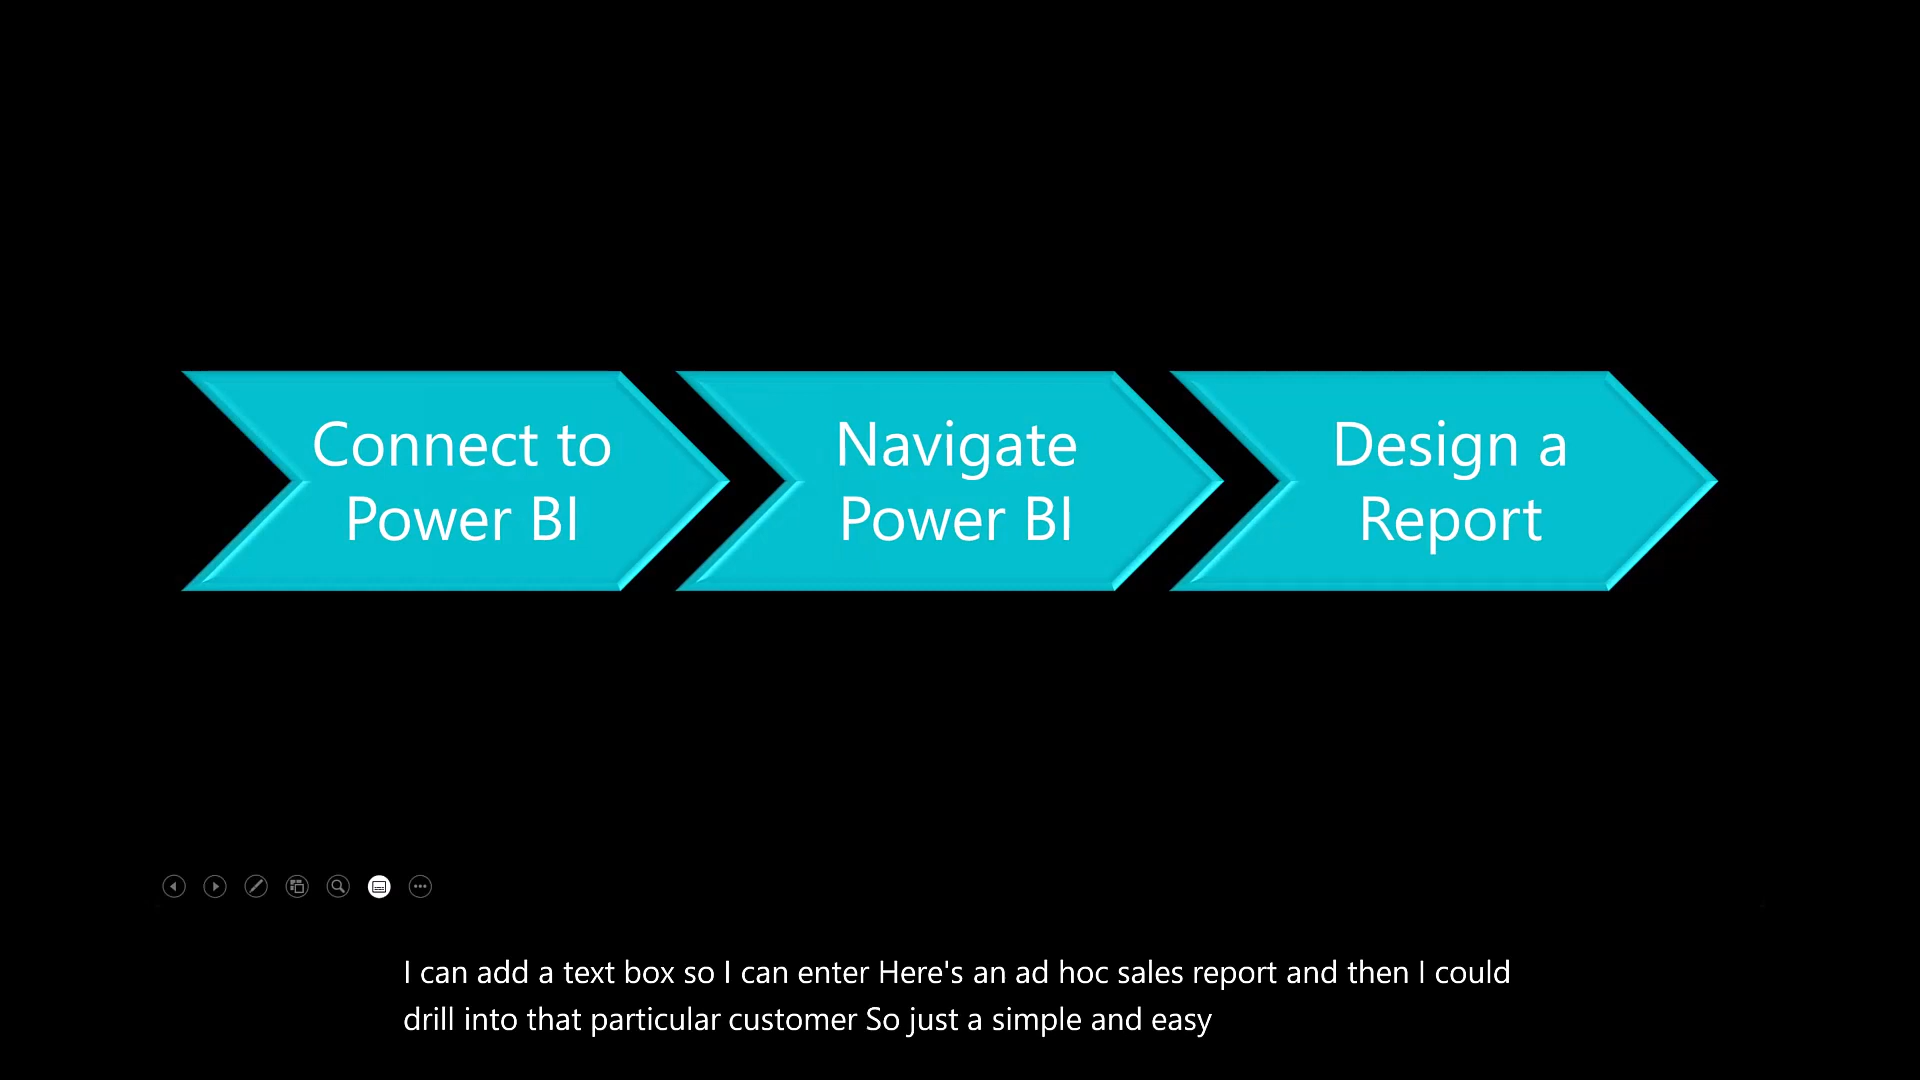 Connect to
Power BI
Navigate
Power BI
Design a
Report
I can add a text box so I can enter Here's an ad hoc sales report and then I could
drill into that particular customer So just a simple and easy